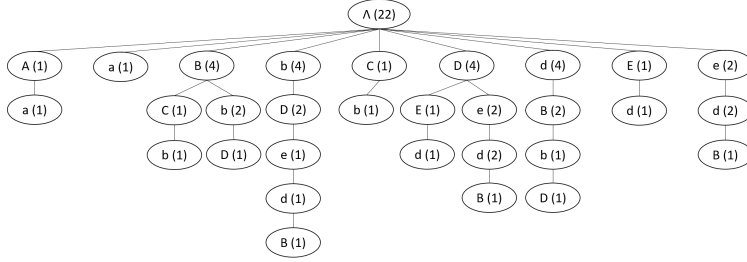 Λ (22)
A (1) a (1) B (4) b (4) C (1) D (4) d (4) E (1) e (2)
a (1) C (1) b (2) D (2) b (1) E (1) e (2) B (2) d (1) d (2)
b (1) D (1) e (1) d (1) d (2) b (1) B (1)
d (1) B (1) D (1)
B (1)